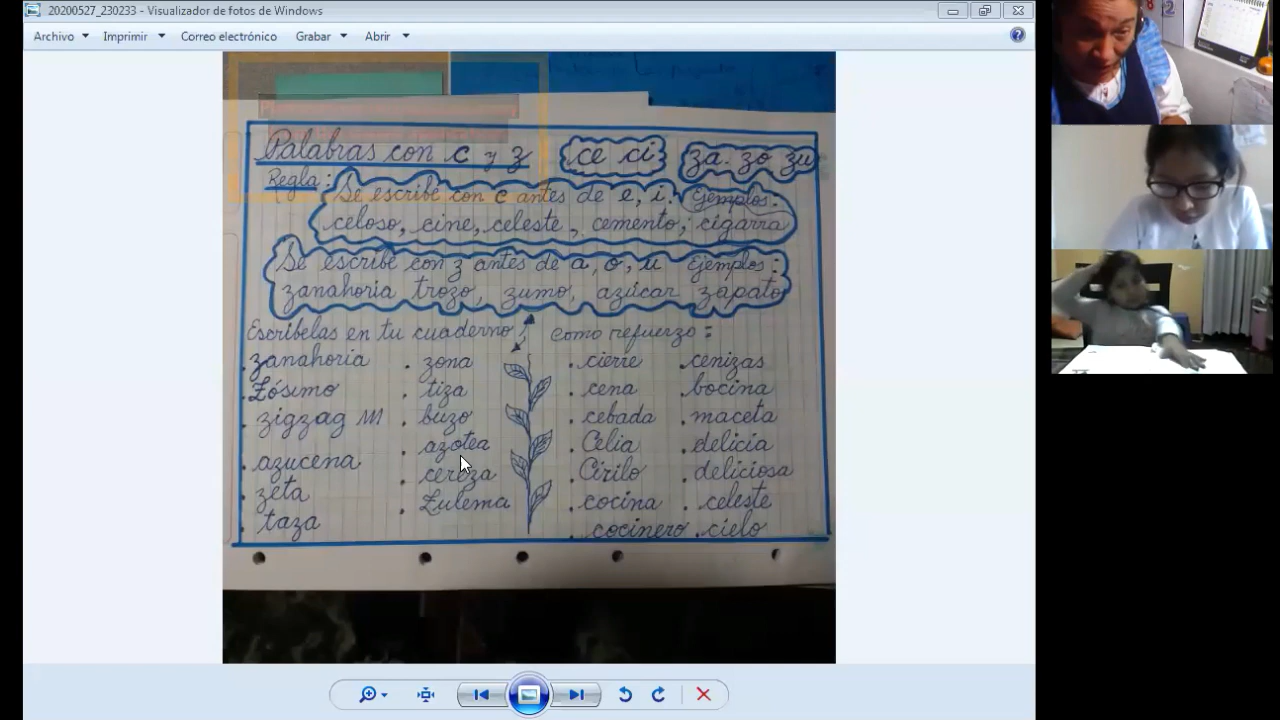 20200527_230233 - Visualizador de fotos de Windows
Archivo Imprimir Correo electrónico Grabar Abrir
Palabras con c y z ce ci za. zo zu
Regla: Se escribe con c antes de e, i. Ejemplos:
celoso, cine, celeste, cemento, cigarra
Se escribe con z antes de a, o, u Ejemplos:
zanahoria trozo, zumo, azúcar zapato
Escríbelas en tu cuaderno, como refuerzo:
. zanahoria . zona . cierre . cenizas
. Zósimo . tiza . cena . bocina
. zigzag . buzo . cebada . maceta
. azotea . Celia . delicia
. azucena . cereza . Cirilo . deliciosa
. zeta . Zulema . cocina . celeste
. taza . cocinero . cielo